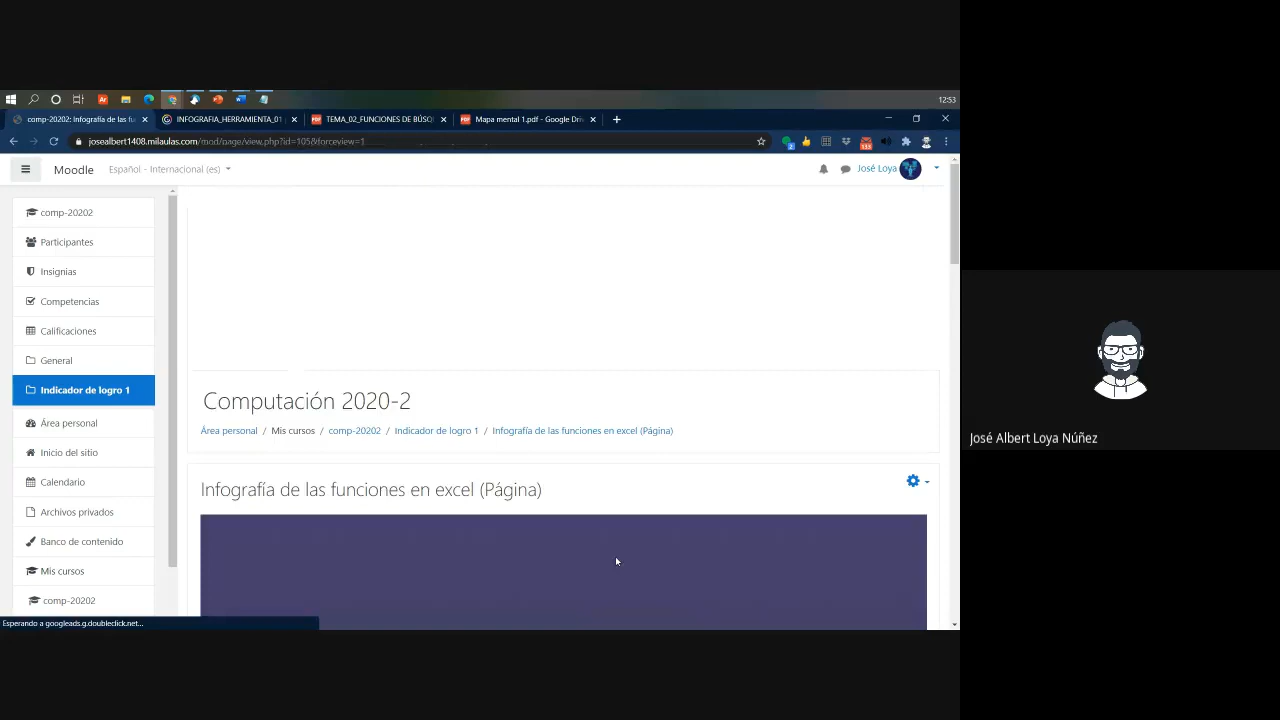 12:53
comp-20202: Infografía de las fu
INFOGRAFIA_HERRAMIENTA_01
TEMA_02_FUNCIONES DE BÚSQ
Mapa mental 1.pdf - Google Driv
josealbert1408.milaulas.com/mod/page/view.php?id=105&forceview=1
Moodle
Español - Internacional (es)
José Loya
comp-20202
Participantes
Insignias
Competencias
Calificaciones
General
Indicador de logro 1
Área personal
Inicio del sitio
Calendario
Archivos privados
Banco de contenido
Mis cursos
comp-20202
Computación 2020-2
Área personal / Mis cursos / comp-20202 / Indicador de logro 1 / Infografía de las funciones en excel (Página)
Infografía de las funciones en excel (Página)
Esperando a googleads.g.doubleclick.net...
José Albert Loya Núñez